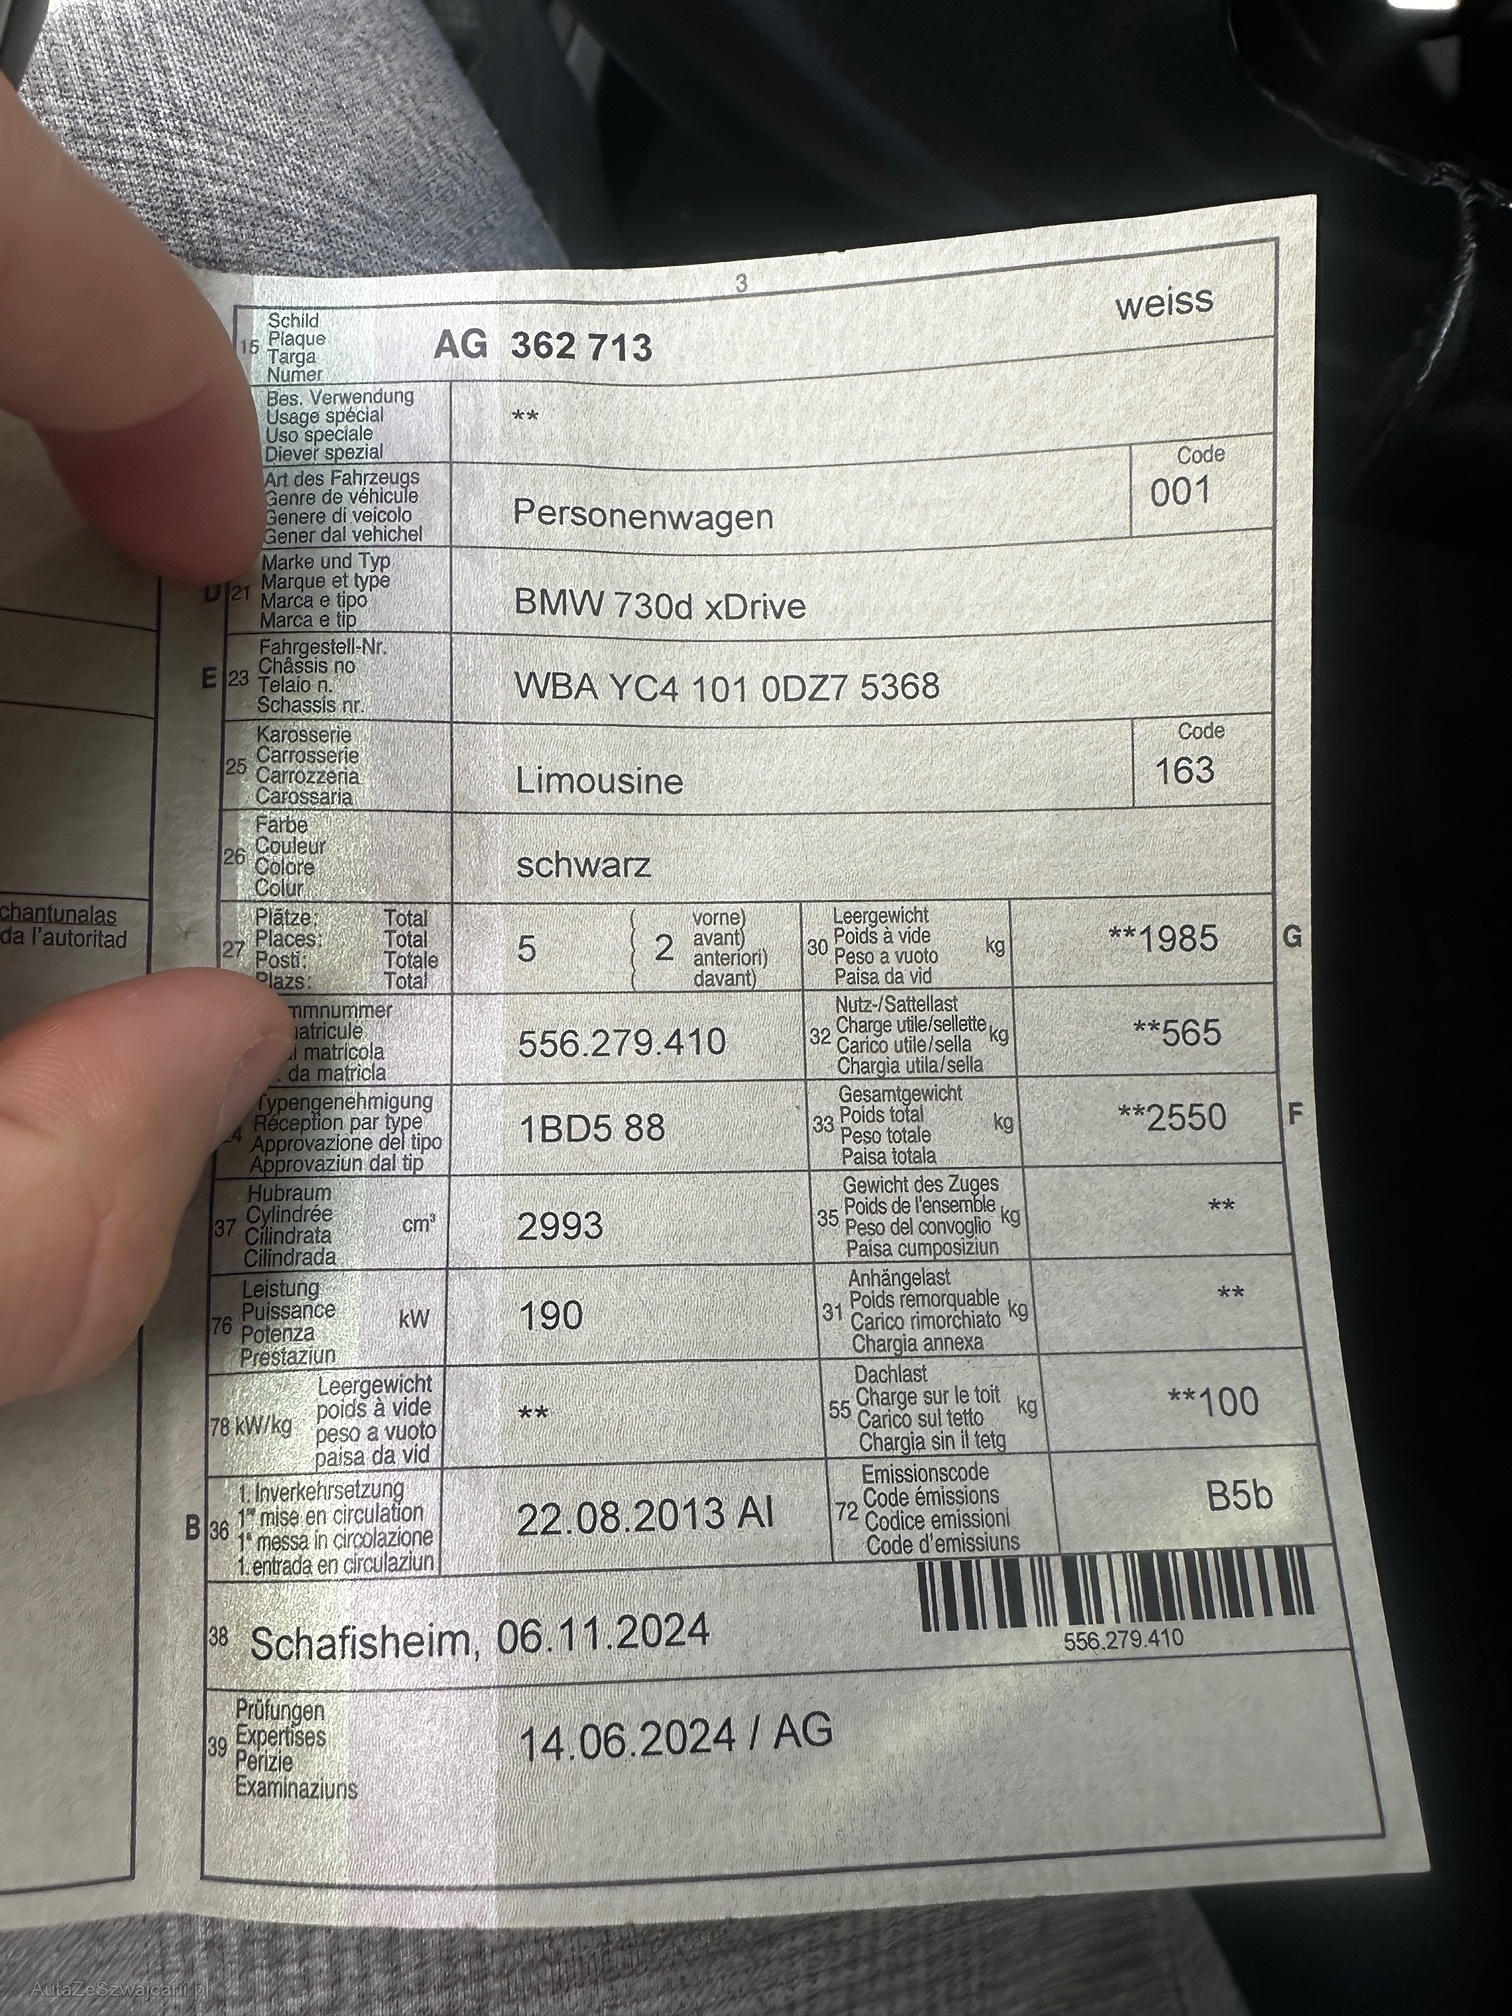 3
15 Schild
Plaque
Targa
Numer
AG 362 713
weiss
Bes. Verwendung
Usage spécial
Uso speciale
Diever spezial
**
Art des Fahrzeugs
Genre de véhicule
Genere di veicolo
Gener dal vehichel
Personenwagen
Code
001
D 21 Marke und Typ
Marque et type
Marca e tipo
Marca e tip
BMW 730d xDrive
E 23 Fahrgestell-Nr.
Châssis no
Telaio n.
Schassis nr.
WBA YC4 101 0DZ7 5368
25 Karosserie
Carrosserie
Carrozzeria
Carossaria
Limousine
Code
163
26 Farbe
Couleur
Colore
Colur
schwarz
chantunalas
da l'autoritad
27 Plätze: Total
Places: Total
Posti: Totale
Plazs: Total
5 ( 2 vorne)
( avant)
( anteriori)
( davant)
30 Leergewicht
Poids à vide
Peso a vuoto
Paisa da vid
kg
**1985
G
mmnummer
matricule
matricola
da matricla
556.279.410
32 Nutz-/Sattellast
Charge utile/sellette
Carico utile/sella
Chargia utila/sella
kg
**565
4 Typengenehmigung
Réception par type
Approvazione del tipo
Approvaziun dal tip
1BD5 88
33 Gesamtgewicht
Poids total
Peso totale
Paisa totala
kg
**2550
F
37 Hubraum
Cylindrée
Cilindrata
Cilindrada
cm³
2993
35 Gewicht des Zuges
Poids de l'ensemble
Peso del convoglio
Paisa cumposiziun
kg
**
76 Leistung
Puissance
Potenza
Prestaziun
kW
190
31 Anhängelast
Poids remorquable
Carico rimorchiato
Chargia annexa
kg
**
78 kW/kg Leergewicht
poids à vide
peso a vuoto
paisa da vid
**
55 Dachlast
Charge sur le toit
Carico sul tetto
Chargia sin il tetg
kg
**100
B 36 1. Inverkehrsetzung
1re mise en circulation
1a messa in circolazione
1. entrada en circulaziun
22.08.2013 AI
72 Emissionscode
Code émissions
Codice emissioni
Code d'emissiuns
B5b
38 Schafisheim, 06.11.2024
556.279.410
39 Prüfungen
Expertises
Perizie
Examinaziuns
14.06.2024 / AG
AutaZeSzwajcarii.pl